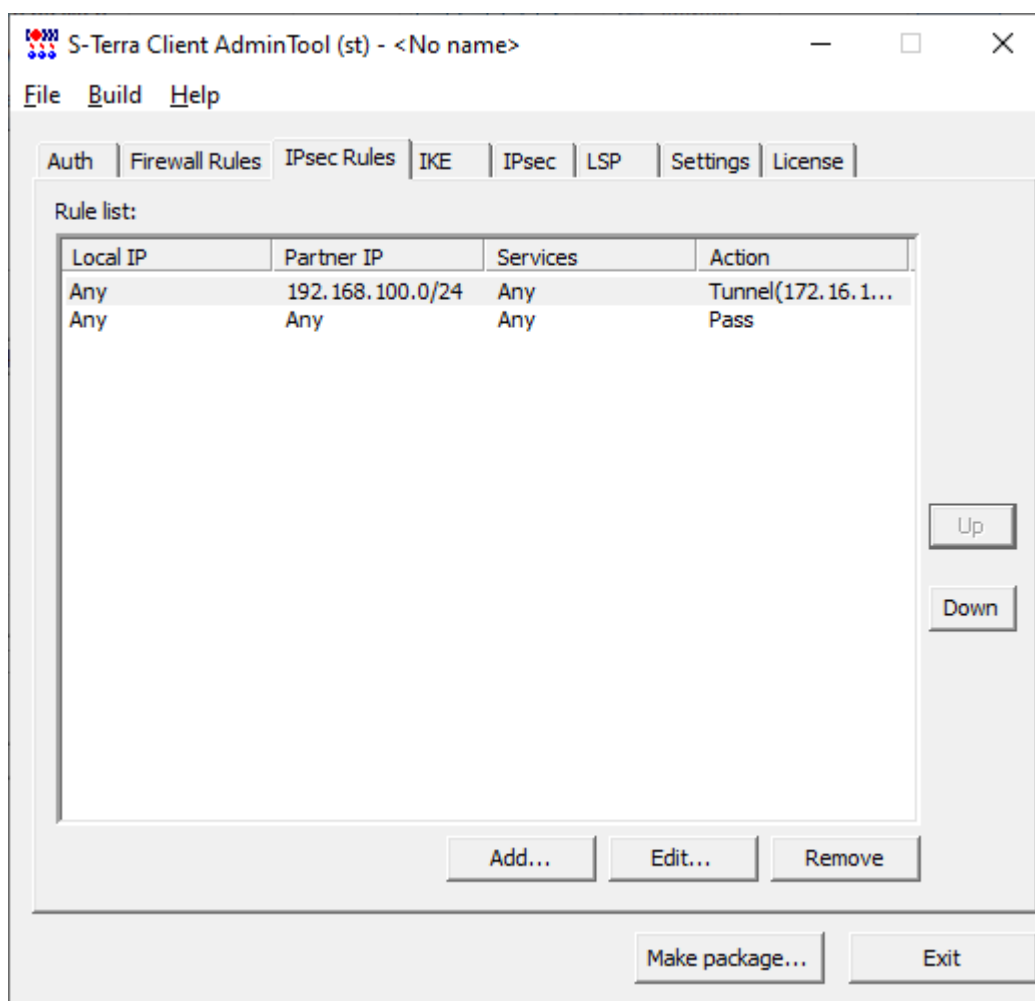 S-Terra Client AdminTool (st) - <No name>
File Build Help
Auth Firewall Rules IPsec Rules IKE IPsec LSP Settings License
Rule list:
Local IP Partner IP Services Action
Any 192.168.100.0/24 Any Tunnel(172.16.1...
Any Any Any Pass
Up
Down
Add... Edit... Remove
Make package... Exit